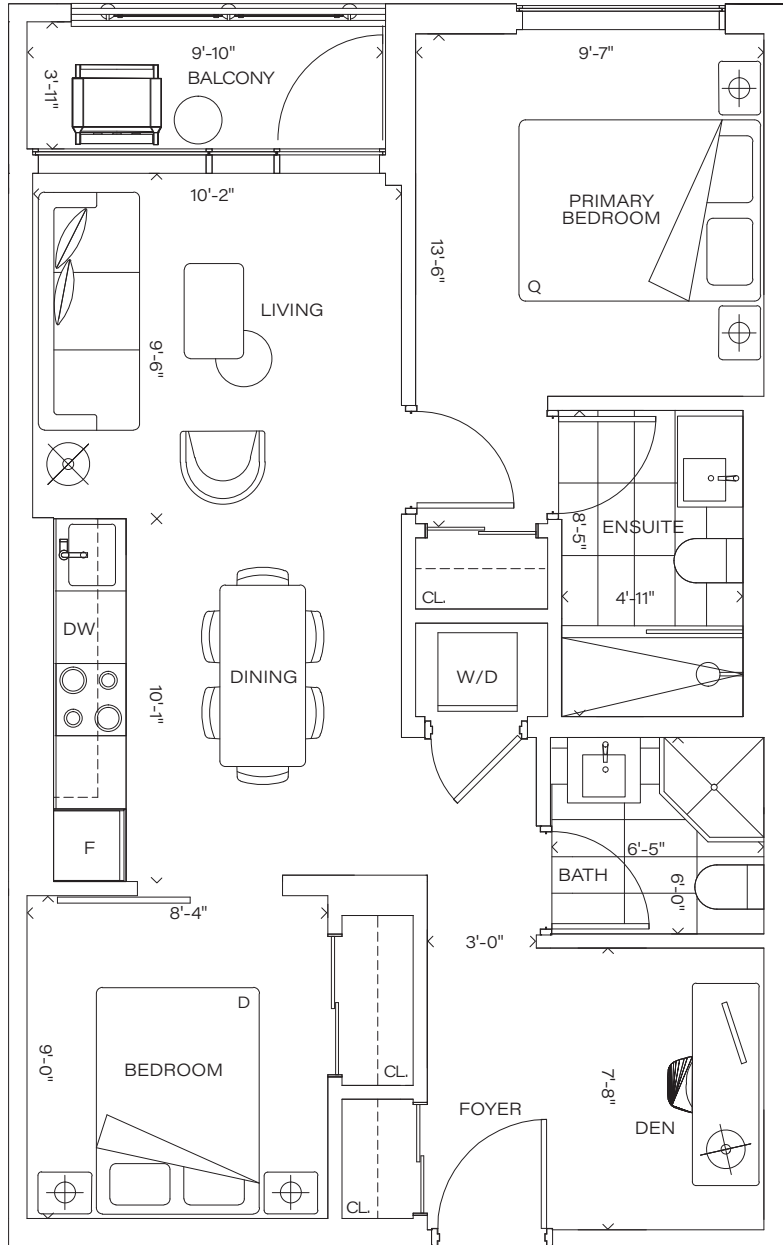 9'-10"
BALCONY
3'-11"
9'-7"
10'-2"
PRIMARY
BEDROOM
Q
13'-6"
LIVING
9'-6"
8'-5"
ENSUITE
4'-11"
CL.
DW
DINING
W/D
10'-1"
F
6'-5"
BATH
6'-0"
8'-4"
3'-0"
D
9'-0"
BEDROOM
CL.
7'-8"
FOYER
DEN
CL.